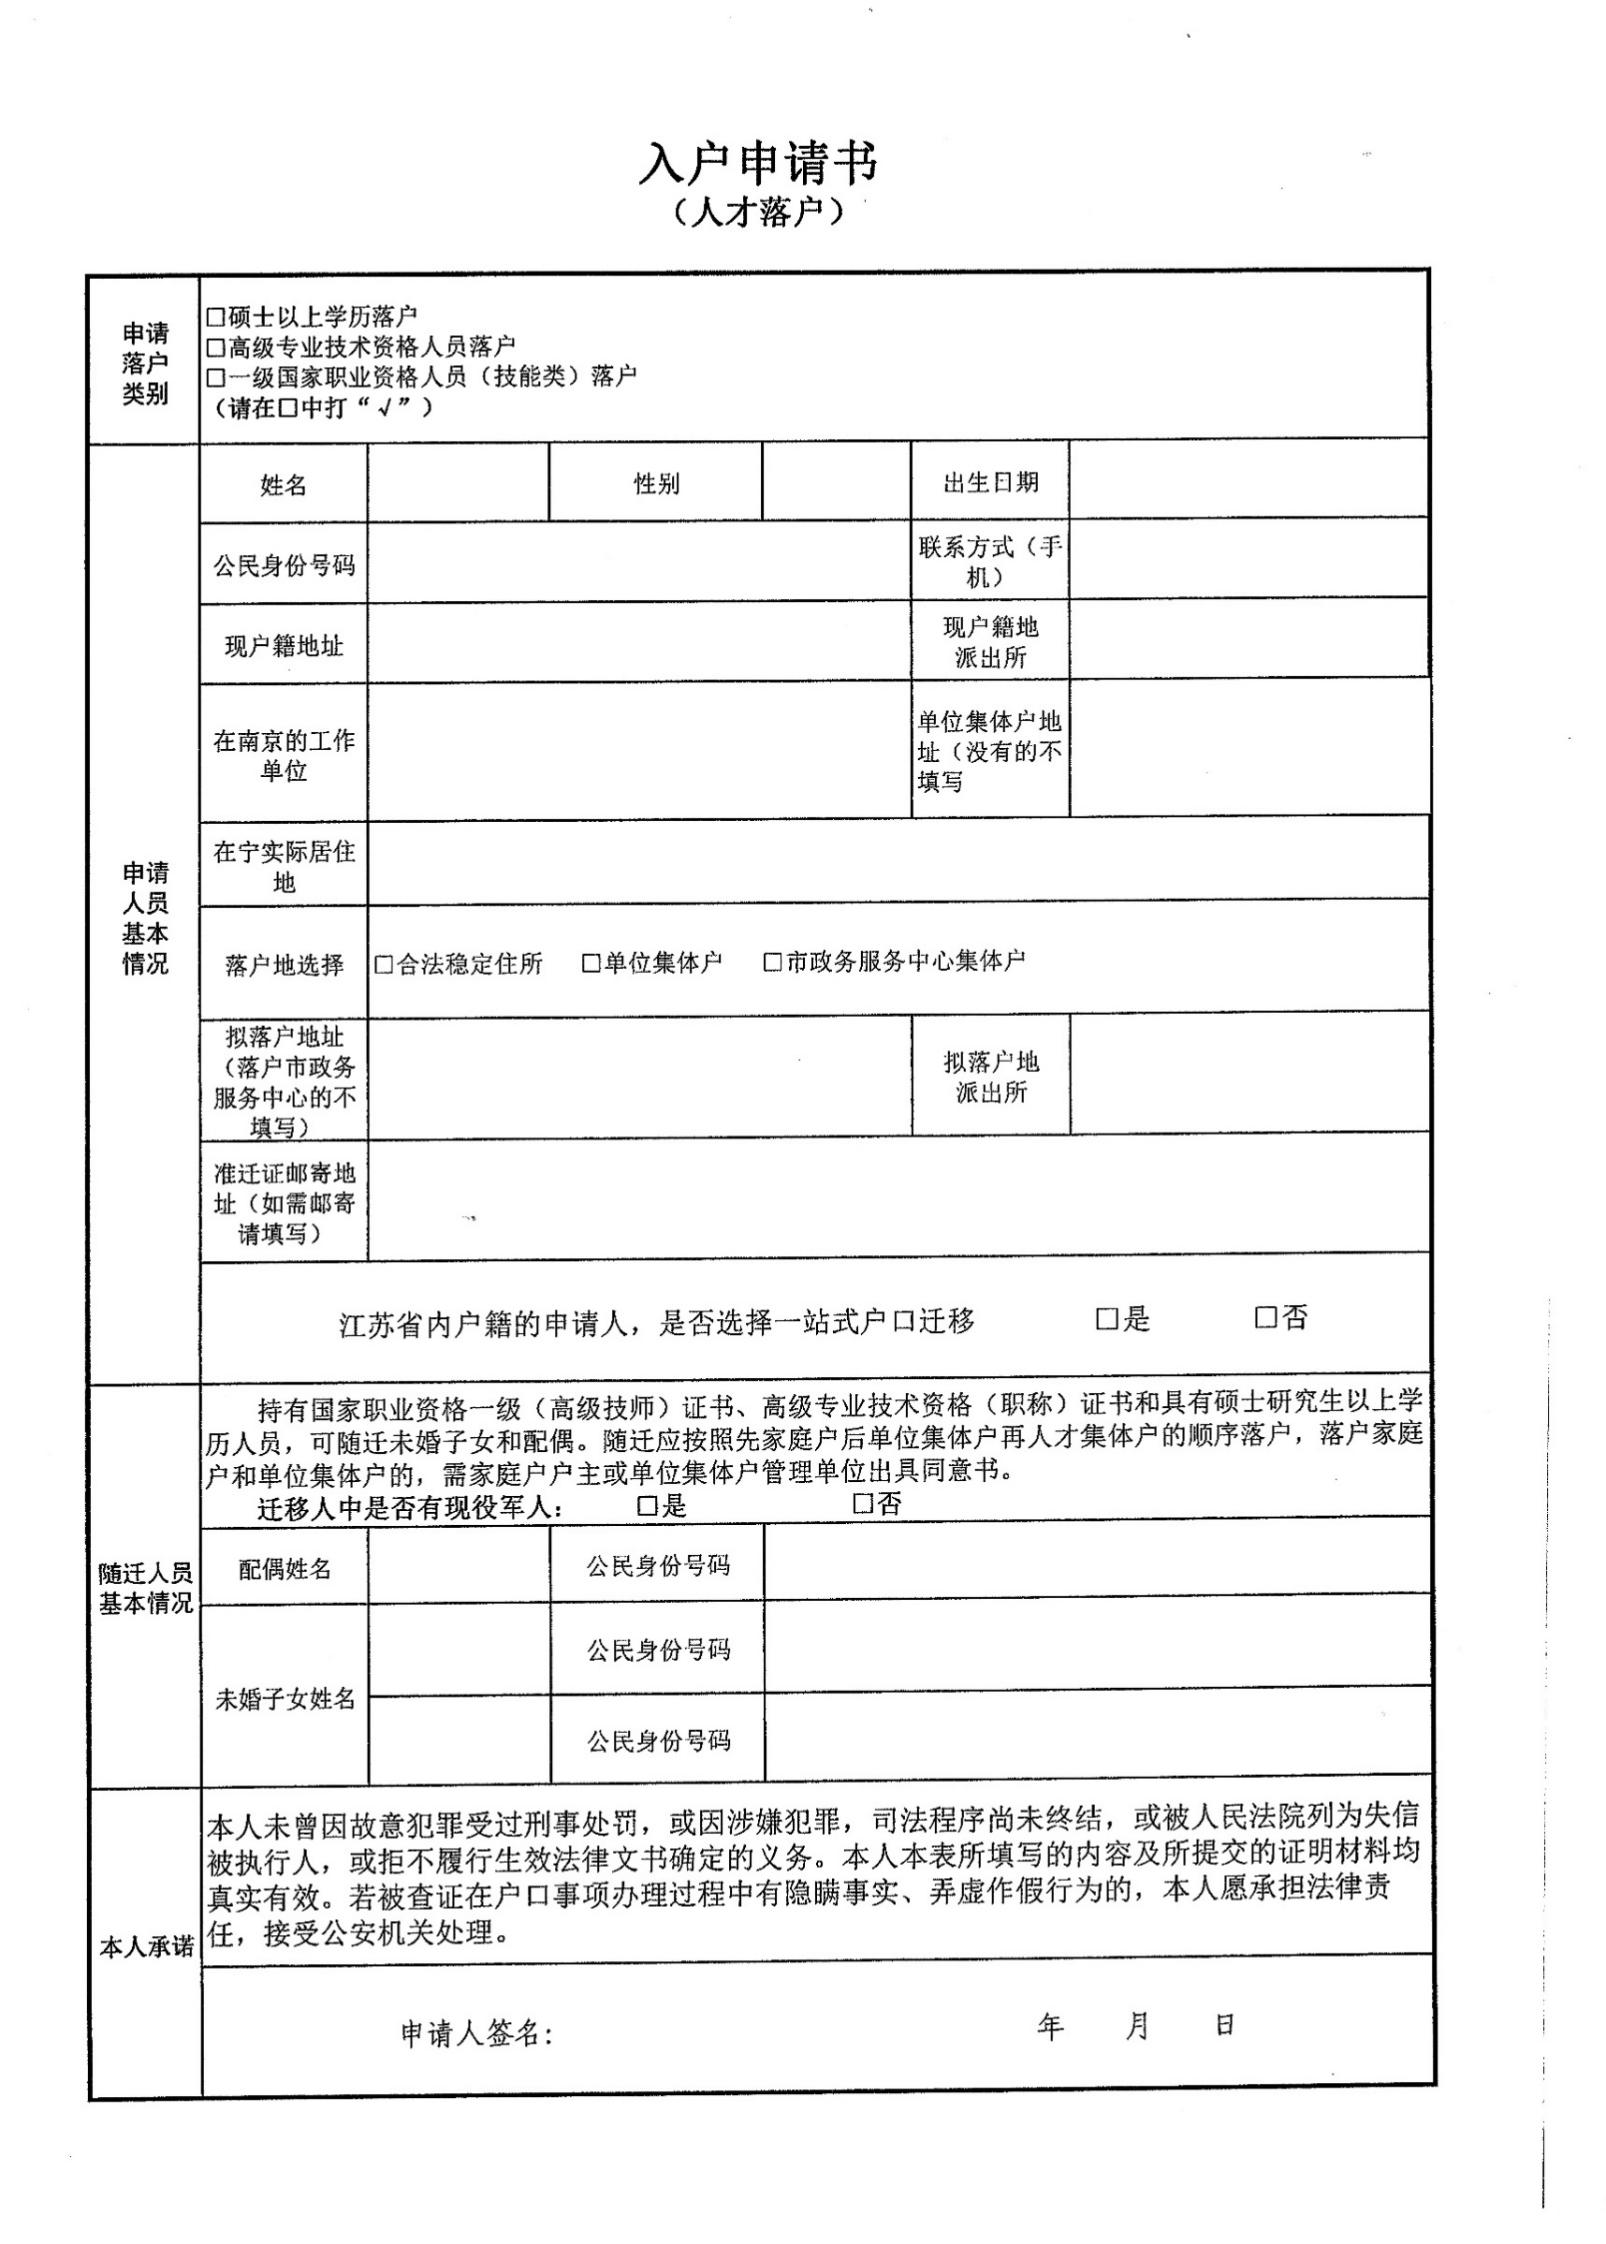 入户申请书
（人才落户）
申请
落户
类别
□硕士以上学历落户
□高级专业技术资格人员落户
□一级国家职业资格人员（技能类）落户
（请在□中打“√”）
申请
人员
基本
情况
姓名
性别
出生日期
公民身份号码
联系方式（手
机）
现户籍地址
现户籍地
派出所
在南京的工作
单位
单位集体户地
址（没有的不
填写
在宁实际居住
地
落户地选择
□合法稳定住所 □单位集体户 □市政务服务中心集体户
拟落户地址
（落户市政务
服务中心的不
填写）
拟落户地
派出所
准迁证邮寄地
址（如需邮寄
请填写）
江苏省内户籍的申请人，是否选择一站式户口迁移 □是 □否
随迁人员
基本情况
持有国家职业资格一级（高级技师）证书、高级专业技术资格（职称）证书和具有硕士研究生以上学
历人员，可随迁未婚子女和配偶。随迁应按照先家庭户后单位集体户再人才集体户的顺序落户，落户家庭
户和单位集体户的，需家庭户户主或单位集体户管理单位出具同意书。
迁移人中是否有现役军人： □是 □否
配偶姓名
公民身份号码
未婚子女姓名
公民身份号码
公民身份号码
本人承诺
本人未曾因故意犯罪受过刑事处罚，或因涉嫌犯罪，司法程序尚未终结，或被人民法院列为失信
被执行人，或拒不履行生效法律文书确定的义务。本人本表所填写的内容及所提交的证明材料均
真实有效。若被查证在户口事项办理过程中有隐瞒事实、弄虚作假行为的，本人愿承担法律责
任，接受公安机关处理。
申请人签名： 年 月 日